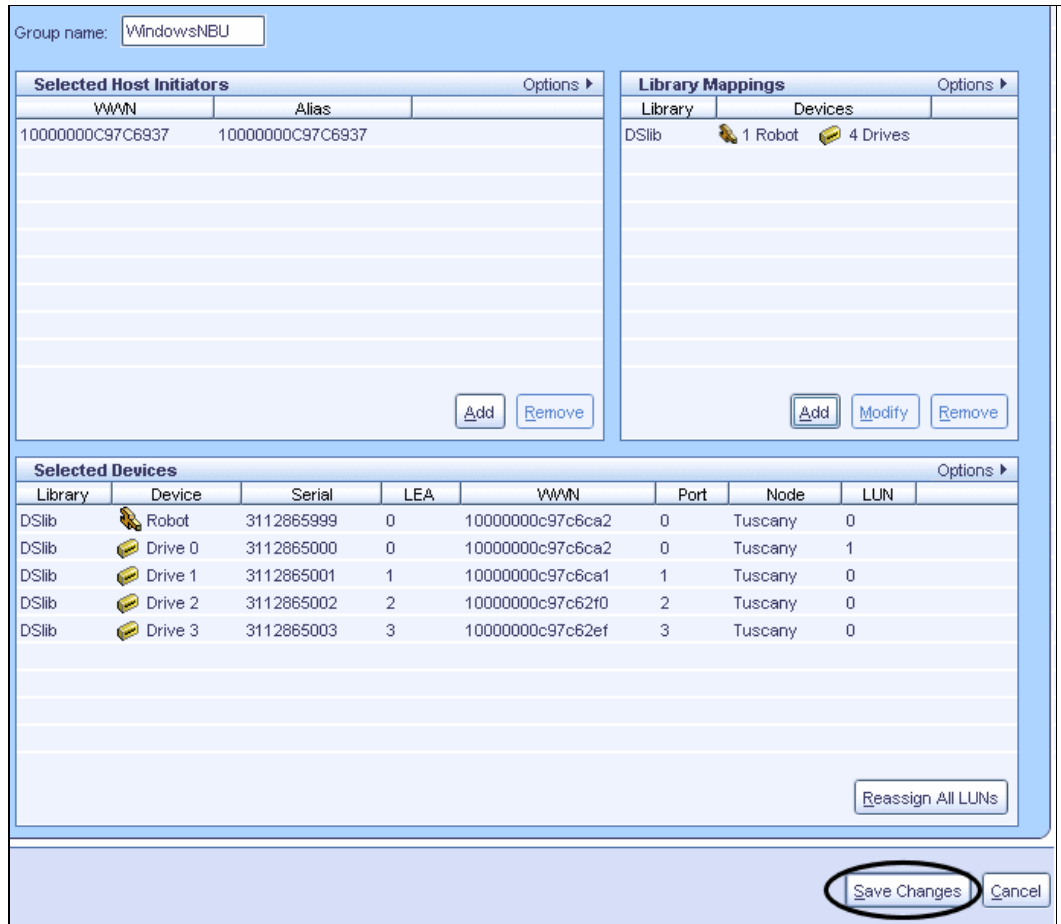 Group name: WindowsNBU
Selected Host Initiators Options
WWN Alias
10000000C97C6937 10000000C97C6937
Add Remove
Library Mappings Options
Library Devices
DSlib 1 Robot 4 Drives
Add Modify Remove
Selected Devices Options
Library Device Serial LEA WWN Port Node LUN
DSlib Robot 3112865999 0 10000000c97c6ca2 0 Tuscany 0
DSlib Drive 0 3112865000 0 10000000c97c6ca2 0 Tuscany 1
DSlib Drive 1 3112865001 1 10000000c97c6ca1 1 Tuscany 0
DSlib Drive 2 3112865002 2 10000000c97c62f0 2 Tuscany 0
DSlib Drive 3 3112865003 3 10000000c97c62ef 3 Tuscany 0
Reassign All LUNs
Save Changes Cancel